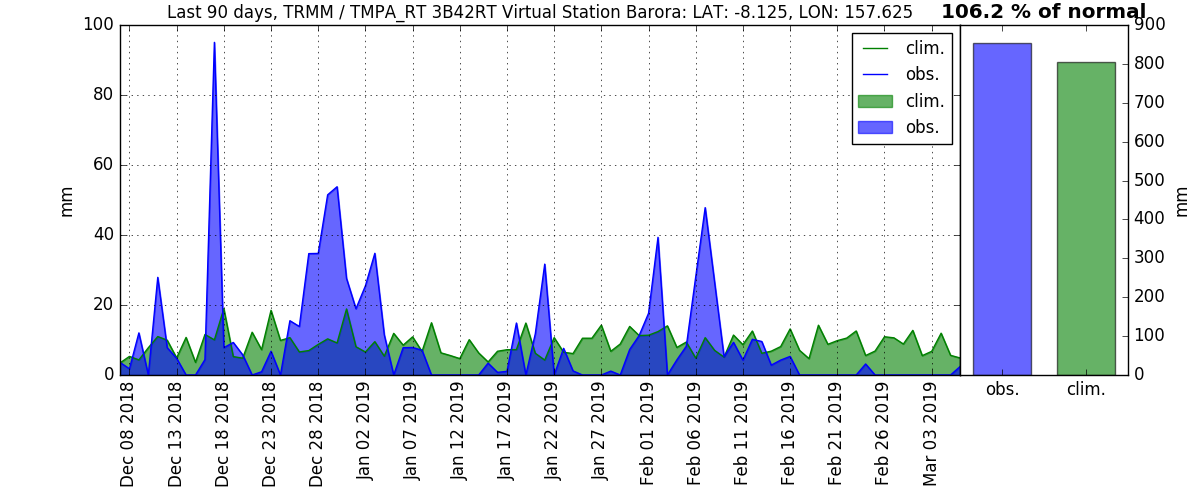 Last 90 days, TRMM / TMPA_RT 3B42RT Virtual Station Barora: LAT: -8.125, LON: 157.625
106.2 % of normal
100
80
60
40
20
0
mm
clim.
obs.
clim.
obs.
900
800
700
600
500
400
300
200
100
0
mm
obs.
clim.
Dec 08 2018
Dec 13 2018
Dec 18 2018
Dec 23 2018
Dec 28 2018
Jan 02 2019
Jan 07 2019
Jan 12 2019
Jan 17 2019
Jan 22 2019
Jan 27 2019
Feb 01 2019
Feb 06 2019
Feb 11 2019
Feb 16 2019
Feb 21 2019
Feb 26 2019
Mar 03 2019